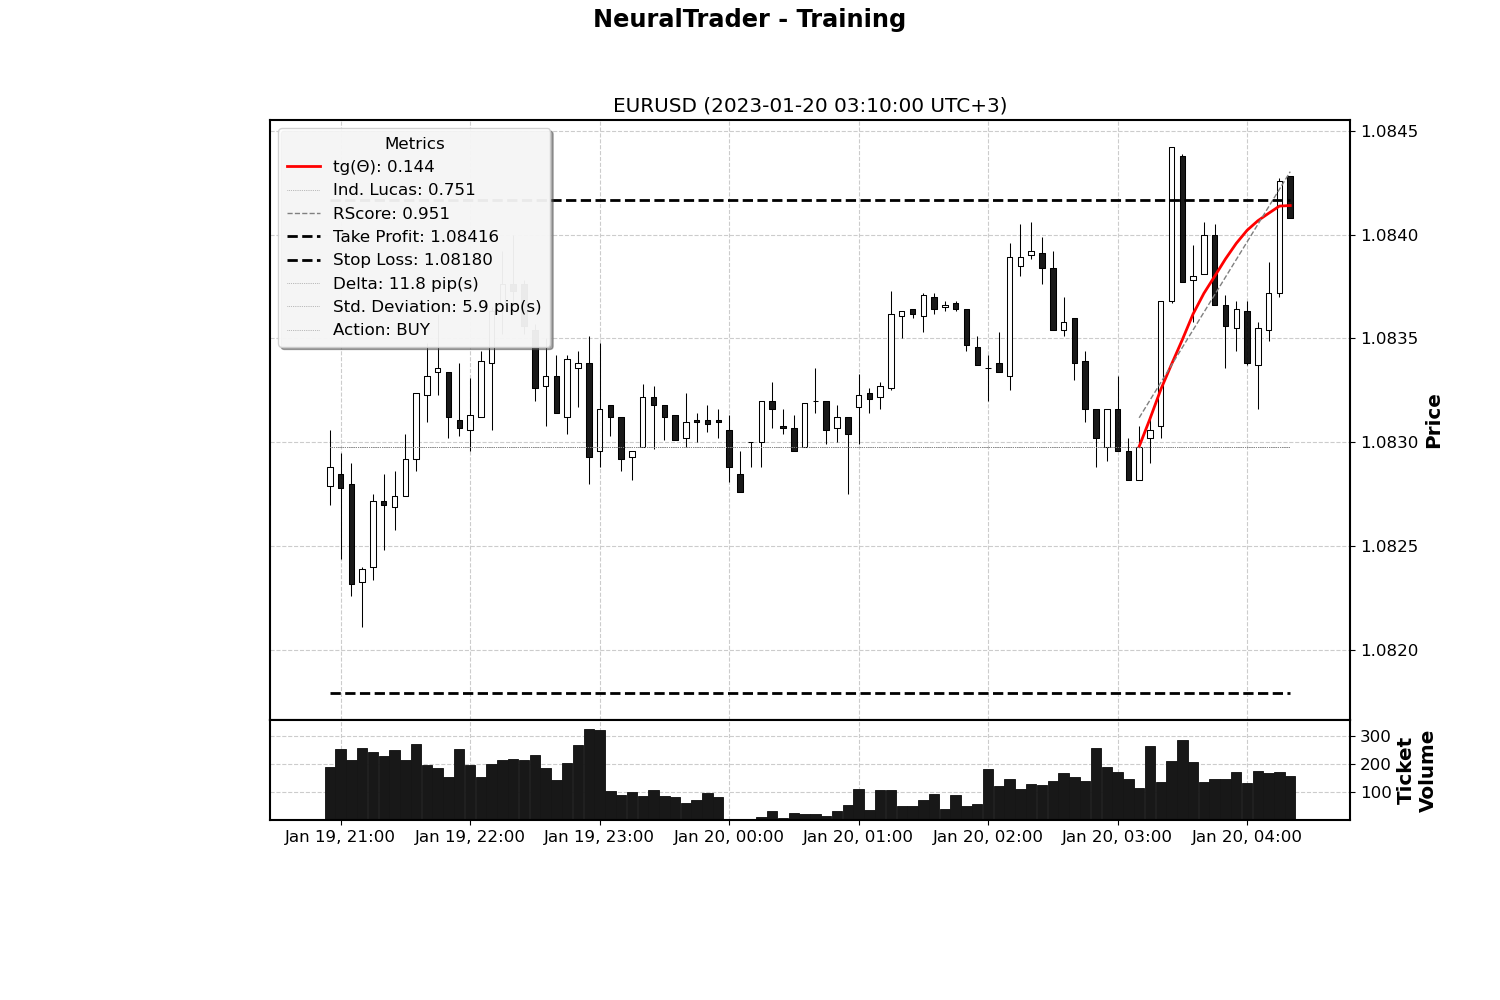 NeuralTrader - Training
EURUSD (2023-01-20 03:10:00 UTC+3)
Metrics
tg(Θ): 0.144
Ind. Lucas: 0.751
RScore: 0.951
Take Profit: 1.08416
Stop Loss: 1.08180
Delta: 11.8 pip(s)
Std. Deviation: 5.9 pip(s)
Action: BUY
1.0845
1.0840
1.0835
1.0830
1.0825
1.0820
Price
300
200
100
Ticket
Volume
Jan 19, 21:00
Jan 19, 22:00
Jan 19, 23:00
Jan 20, 00:00
Jan 20, 01:00
Jan 20, 02:00
Jan 20, 03:00
Jan 20, 04:00